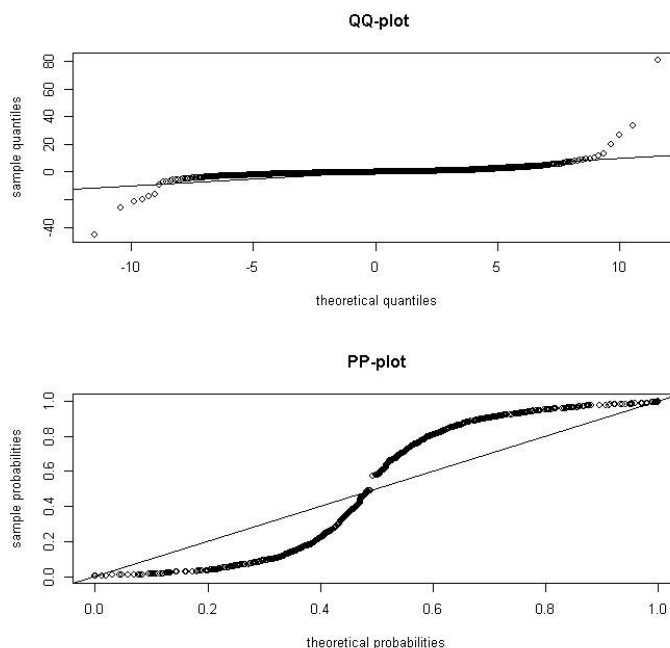 QQ-plot
80
60
40
20
0
-40
sample quantiles
-10 -5 0 5 10
theoretical quantiles
PP-plot
1.0
0.8
0.6
0.4
0.2
0.0
sample probabilities
0.0 0.2 0.4 0.6 0.8 1.0
theoretical probabilities